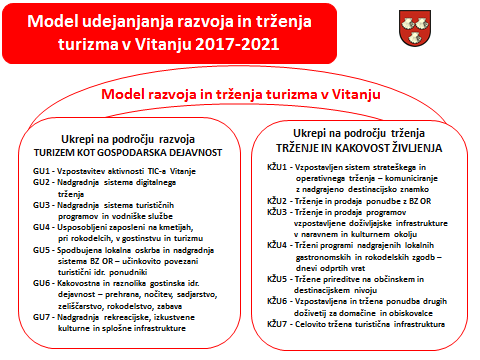 Model udejanjanja razvoja in trženja
turizma v Vitanju 2017-2021
Model razvoja in trženja turizma v Vitanju
Ukrepi na področju razvoja
TURIZEM KOT GOSPODARSKA DEJAVNOST
GU1 - Vzpostavitev aktivnosti TIC-a Vitanje
GU2 - Nadgradnja sistema digitalnega
trženja
GU3 - Nadgradnja sistema turističnih
programov in vodniške službe
GU4 - Usposobljeni zaposleni na kmetijah,
pri rokodelcih, v gostinstvu in turizmu
GU5 - Spodbujena lokalna oskrba in nadgradnja
sistema BZ OR – učinkovito povezani
turistični idr. ponudniki
GU6 - Kakovostna in raznolika gostinska idr.
dejavnost – prehrana, nočitev, sadjarstvo,
zeliščarstvo, rokodelstvo, zabava
GU7 - Nadgradnja rekreacijske, izkustvene
kulturne in splošne infrastrukture
Ukrepi na področju trženja
TRŽENJE IN KAKOVOST ŽIVLJENJA
KŽU1 - Vzpostavljen sistem strateškega in
operativnega trženja – komuniciranje
z nadgrajeno destinacijsko znamko
KŽU2 - Trženje in prodaja ponudbe z BZ OR
KŽU3 - Trženje in prodaja programov
vzpostavljene doživljajske infrastrukture
v naravnem in kulturnem okolju
KŽU4 - Trženi programi nadgrajenih lokalnih
gastronomskih in rokodelskih zgodb –
dnevi odprtih vrat
KŽU5 - Tržene prireditve na občinskem in
destinacijskem nivoju
KŽU6 - Vzpostavljena in tržena ponudba drugih
doživetij za domačine in obiskovalce
KŽU7 - Celovito tržena turistična infrastruktura